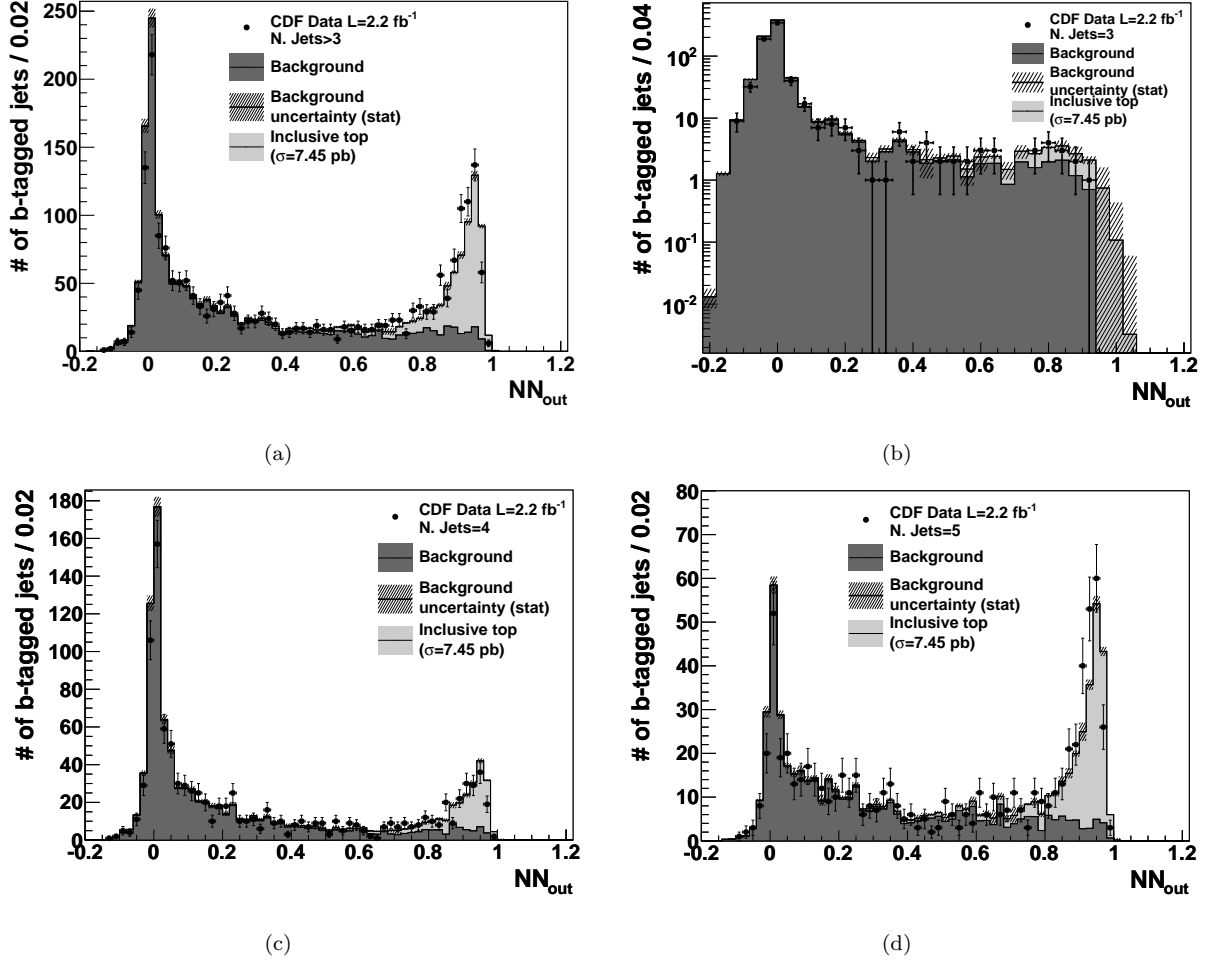 # of b-tagged jets / 0.02
250
200
150
100
50
0
-0.2 0 0.2 0.4 0.6 0.8 1 1.2
NNout
CDF Data L=2.2 fb-1
N. Jets>3
Background
Background
uncertainty (stat)
Inclusive top
(σ=7.45 pb)
(a)
# of b-tagged jets / 0.04
10²
10
1
10⁻¹
10⁻²
-0.2 0 0.2 0.4 0.6 0.8 1 1.2
NNout
CDF Data L=2.2 fb-1
N. Jets=3
Background
Background
uncertainty (stat)
Inclusive top
(σ=7.45 pb)
(b)
# of b-tagged jets / 0.02
180
160
140
120
100
80
60
40
20
0
-0.2 0 0.2 0.4 0.6 0.8 1 1.2
NNout
CDF Data L=2.2 fb-1
N. Jets=4
Background
Background
uncertainty (stat)
Inclusive top
(σ=7.45 pb)
(c)
# of b-tagged jets / 0.02
80
70
60
50
40
30
20
10
0
-0.2 0 0.2 0.4 0.6 0.8 1 1.2
NNout
CDF Data L=2.2 fb-1
N. Jets=5
Background
Background
uncertainty (stat)
Inclusive top
(σ=7.45 pb)
(d)